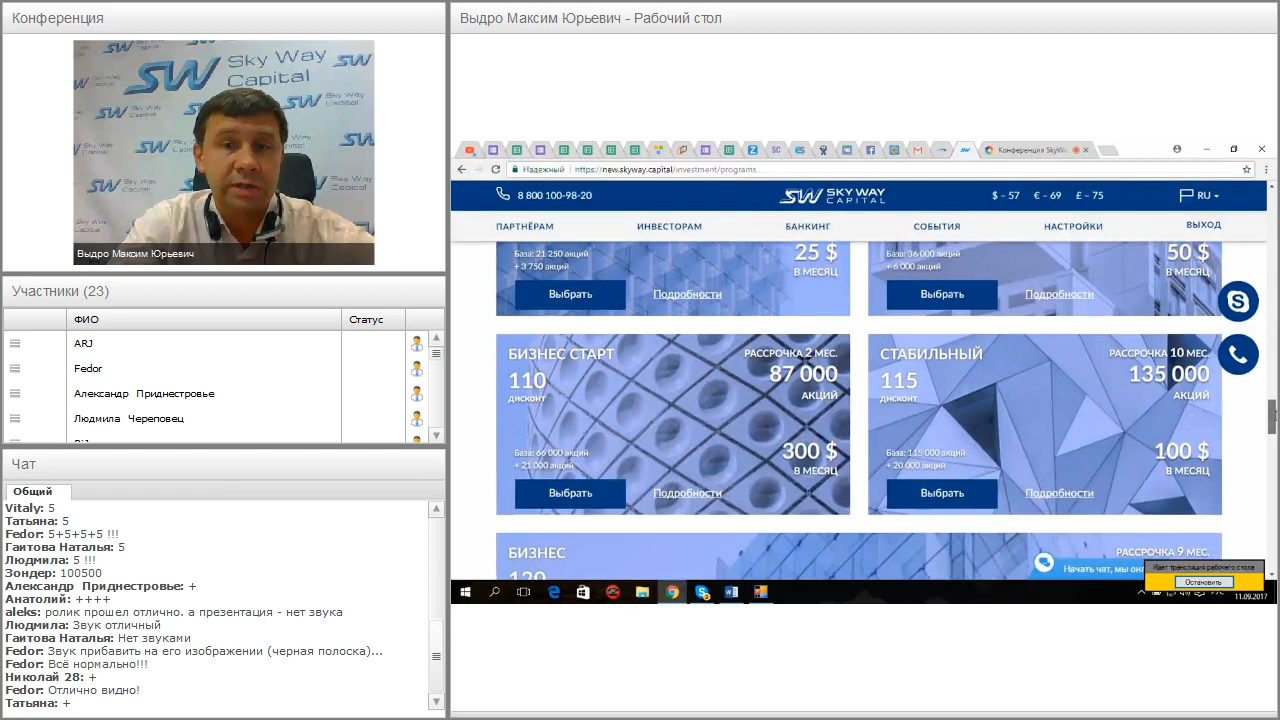 Конференция
Sky Way
Capital
Выдро Максим Юрьевич
Участники (23)
ФИО
Статус
ARJ
Fedor
Александр Приднестровье
Людмила Череповец
Чат
Общий
Vitaly: 5
Татьяна: 5
Fedor: 5+5+5+5 !!!
Гаитова Наталья: 5
Людмила: 5 !!!
Зондер: 100500
Александр Приднестровье: +
Анатолий: ++++
aleks: ролик прошел отлично. а презентация - нет звука
Людмила: Звук отличный
Гаитова Наталья: Нет звуками
Fedor: Звук прибавить на его изображении (черная полоска)...
Fedor: Всё нормально!!!
Николай 28: +
Fedor: Отлично видно!
Татьяна: +
Выдро Максим Юрьевич - Рабочий стол
Конференция SkyWa
Надежный
https://new.skyway.capital/investment/programs
8 800 100-98-20
SKY WAY
CAPITAL
$ – 57 € – 69 £ – 75
RU
ПАРТНЁРАМ
ИНВЕСТОРАМ
БАНКИНГ
СОБЫТИЯ
НАСТРОЙКИ
ВЫХОД
База: 21 250 акций
+ 3 750 акций
25 $
В МЕСЯЦ
Выбрать
Подробности
База: 36 000 акций
+ 6 000 акций
50 $
В МЕСЯЦ
Выбрать
Подробности
БИЗНЕС СТАРТ
110
дисконт
РАССРОЧКА 2 МЕС.
87 000
АКЦИЙ
База: 66 000 акций
+ 21 000 акций
300 $
В МЕСЯЦ
Выбрать
Подробности
СТАБИЛЬНЫЙ
115
дисконт
РАССРОЧКА 10 МЕС.
135 000
АКЦИЙ
База: 115 000 акций
+ 20 000 акций
100 $
В МЕСЯЦ
Выбрать
Подробности
БИЗНЕС
120
РАССРОЧКА 9 МЕС.
Начать чат, мы онл
Идет трансляция рабочего стола
Остановить
11.09.2017